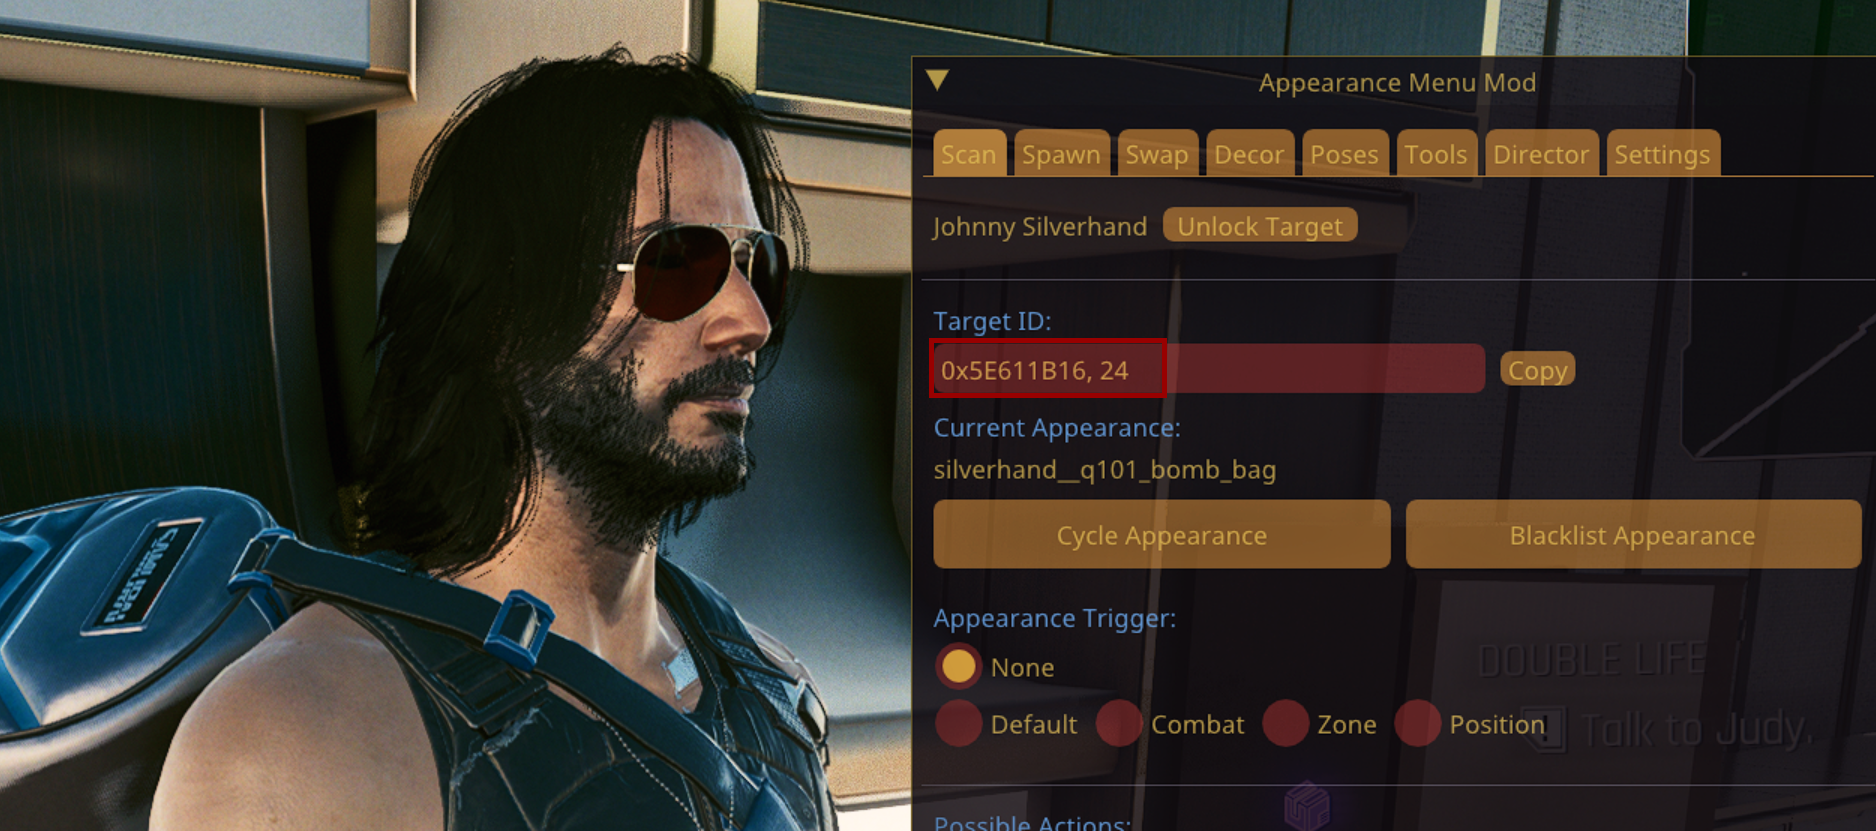 Appearance Menu Mod
Scan Spawn Swap Decor Poses Tools Director Settings
Johnny Silverhand Unlock Target
Target ID:
0x5E611B16, 24 Copy
Current Appearance:
silverhand__q101_bomb_bag
Cycle Appearance Blacklist Appearance
Appearance Trigger:
None
DOUBLE LIFE
Default Combat Zone Position
Talk to Judy.
Possible Actions:
SAMURAI